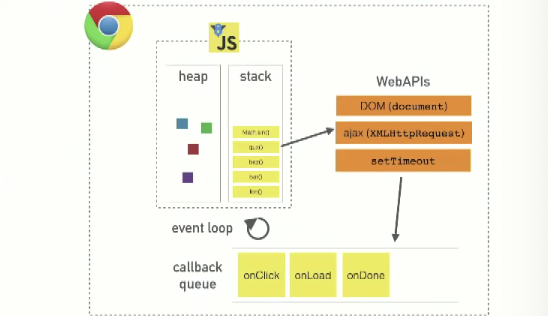 JS
heap
stack
WebAPIs
DOM (document)
ajax (XMLHttpRequest)
setTimeout
qux()
baz()
bar()
foo()
event loop
callback
queue
onClick
onLoad
onDone